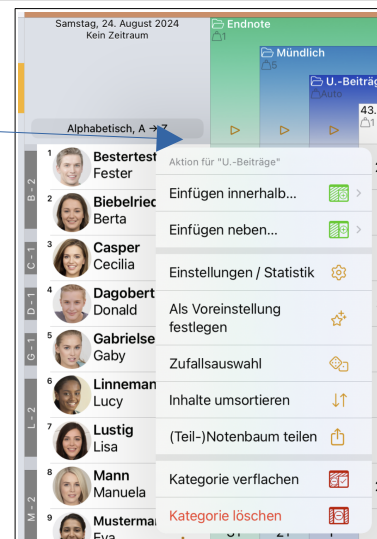 Samstag, 24. August 2024
Kein Zeitraum
Endnote
1
Mündlich
5
U.-Beiträg
Auto
43.
1
Alphabetisch, A → Z
B - 2
1
Bestertest
Fester
2
Biebelried
Berta
C - 1
3
Casper
Cecilia
D - 1
4
Dagobert
Donald
G - 1
5
Gabrielse
Gaby
L - 2
6
Linneman
Lucy
7
Lustig
Lisa
M - 2
8
Mann
Manuela
9
Musterma
Eva
Aktion für "U.-Beiträge"
Einfügen innerhalb...
Einfügen neben...
Einstellungen / Statistik
Als Voreinstellung
festlegen
Zufallsauswahl
Inhalte umsortieren
(Teil-)Notenbaum teilen
Kategorie verflachen
Kategorie löschen